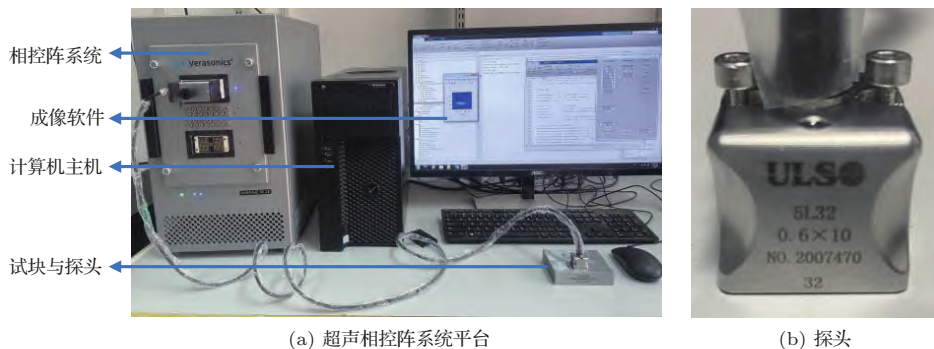 相控阵系统
成像软件
计算机主机
试块与探头
Verasonics
ULSO
5L32
0.6×10
NO. 2007470
32
(a) 超声相控阵系统平台
(b) 探头